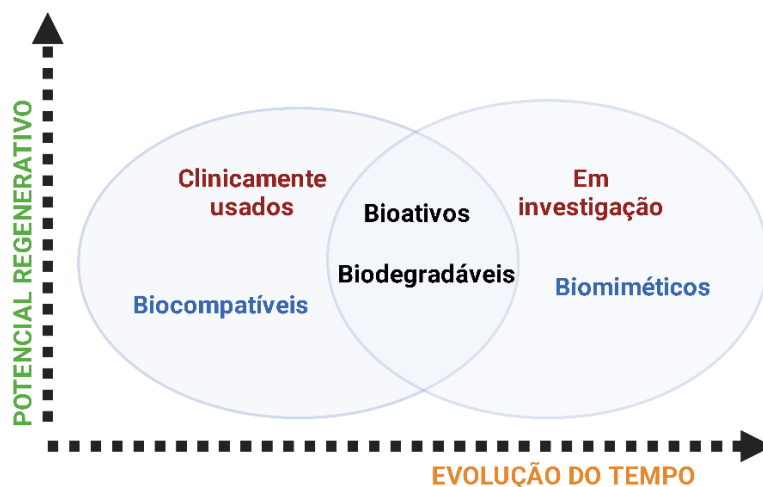 POTENCIAL REGENERATIVO
Clinicamente
usados
Biocompatíveis
Bioativos
Biodegradáveis
Em
investigação
Biomiméticos
EVOLUÇÃO DO TEMPO